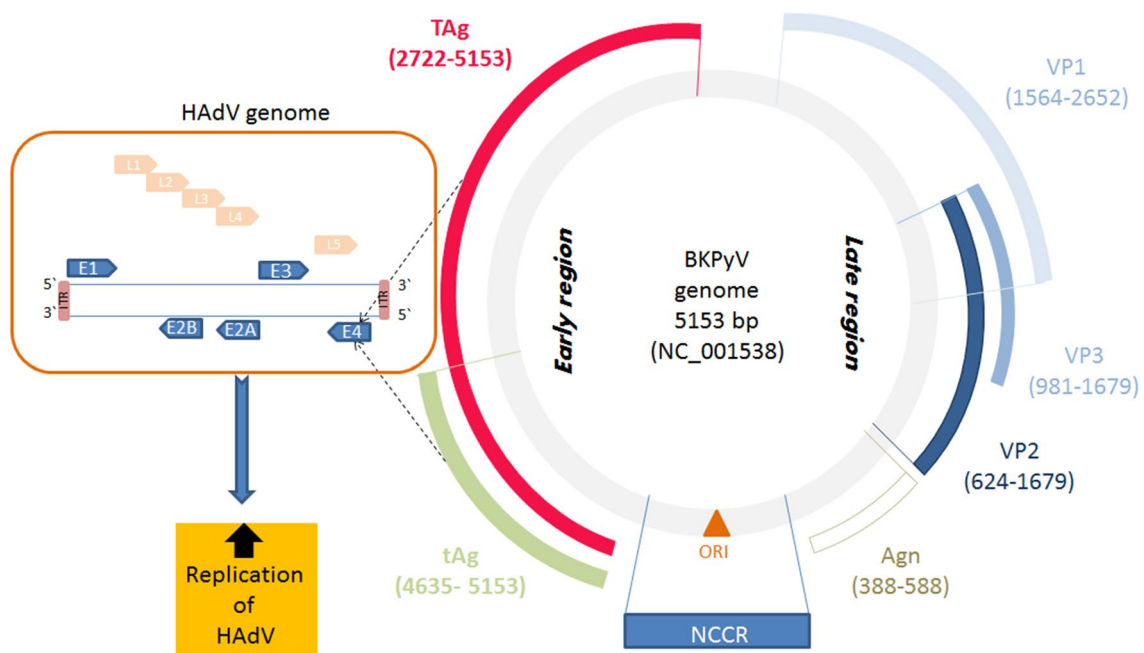 HAdV genome
L1
L2
L3
L4
L5
E1
E3
5`
3`
ITR
3`
5`
ITR
E2B
E2A
E4
Replication
of
HAdV
TAg
(2722-5153)
tAg
(4635- 5153)
Early region
BKPyV
genome
5153 bp
(NC_001538)
Late region
VP1
(1564-2652)
VP3
(981-1679)
VP2
(624-1679)
Agn
(388-588)
ORI
NCCR